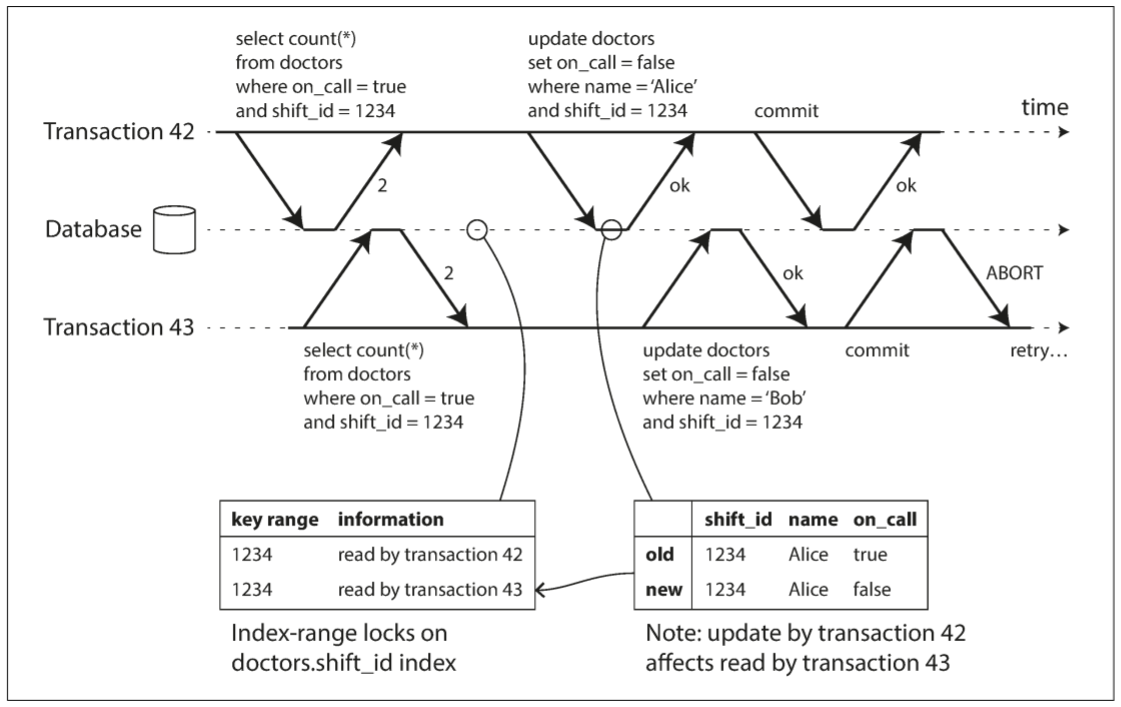 select count(*)
from doctors
where on_call = true
and shift_id = 1234
update doctors
set on_call = false
where name = ‘Alice’
and shift_id = 1234
commit
time
Transaction 42
2
ok
ok
Database
2
ok
ABORT
Transaction 43
select count(*)
from doctors
where on_call = true
and shift_id = 1234
update doctors
set on_call = false
where name = ‘Bob’
and shift_id = 1234
commit
retry…
key range information
1234 read by transaction 42
1234 read by transaction 43
Index-range locks on
doctors.shift_id index
shift_id name on_call
old 1234 Alice true
new 1234 Alice false
Note: update by transaction 42
affects read by transaction 43